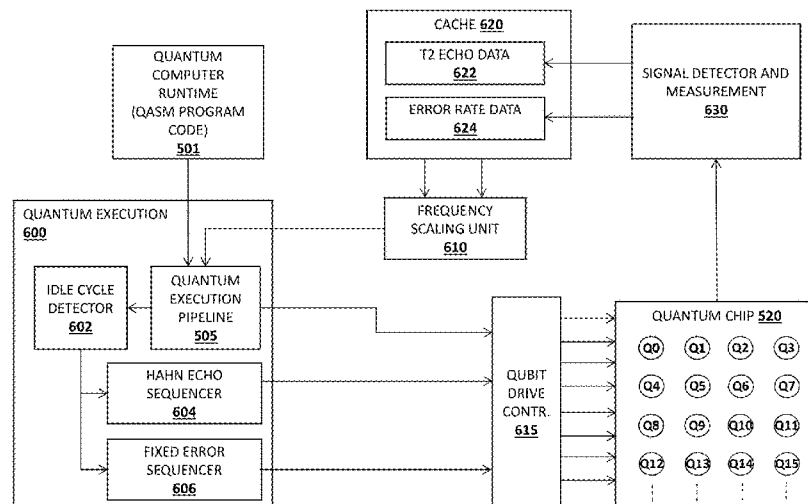 CACHE 620
T2 ECHO DATA
622
ERROR RATE DATA
624
QUANTUM
COMPUTER
RUNTIME
(QASM PROGRAM
CODE)
501
SIGNAL DETECTOR AND
MEASUREMENT
630
FREQUENCY
SCALING UNIT
610
QUANTUM EXECUTION
600
IDLE CYCLE
DETECTOR
602
QUANTUM
EXECUTION
PIPELINE
505
HAHN ECHO
SEQUENCER
604
FIXED ERROR
SEQUENCER
606
QUBIT
DRIVE
CONTR.
615
QUANTUM CHIP 520
Q0 Q1 Q2 Q3
Q4 Q5 Q6 Q7
Q8 Q9 Q10 Q11
Q12 Q13 Q14 Q15